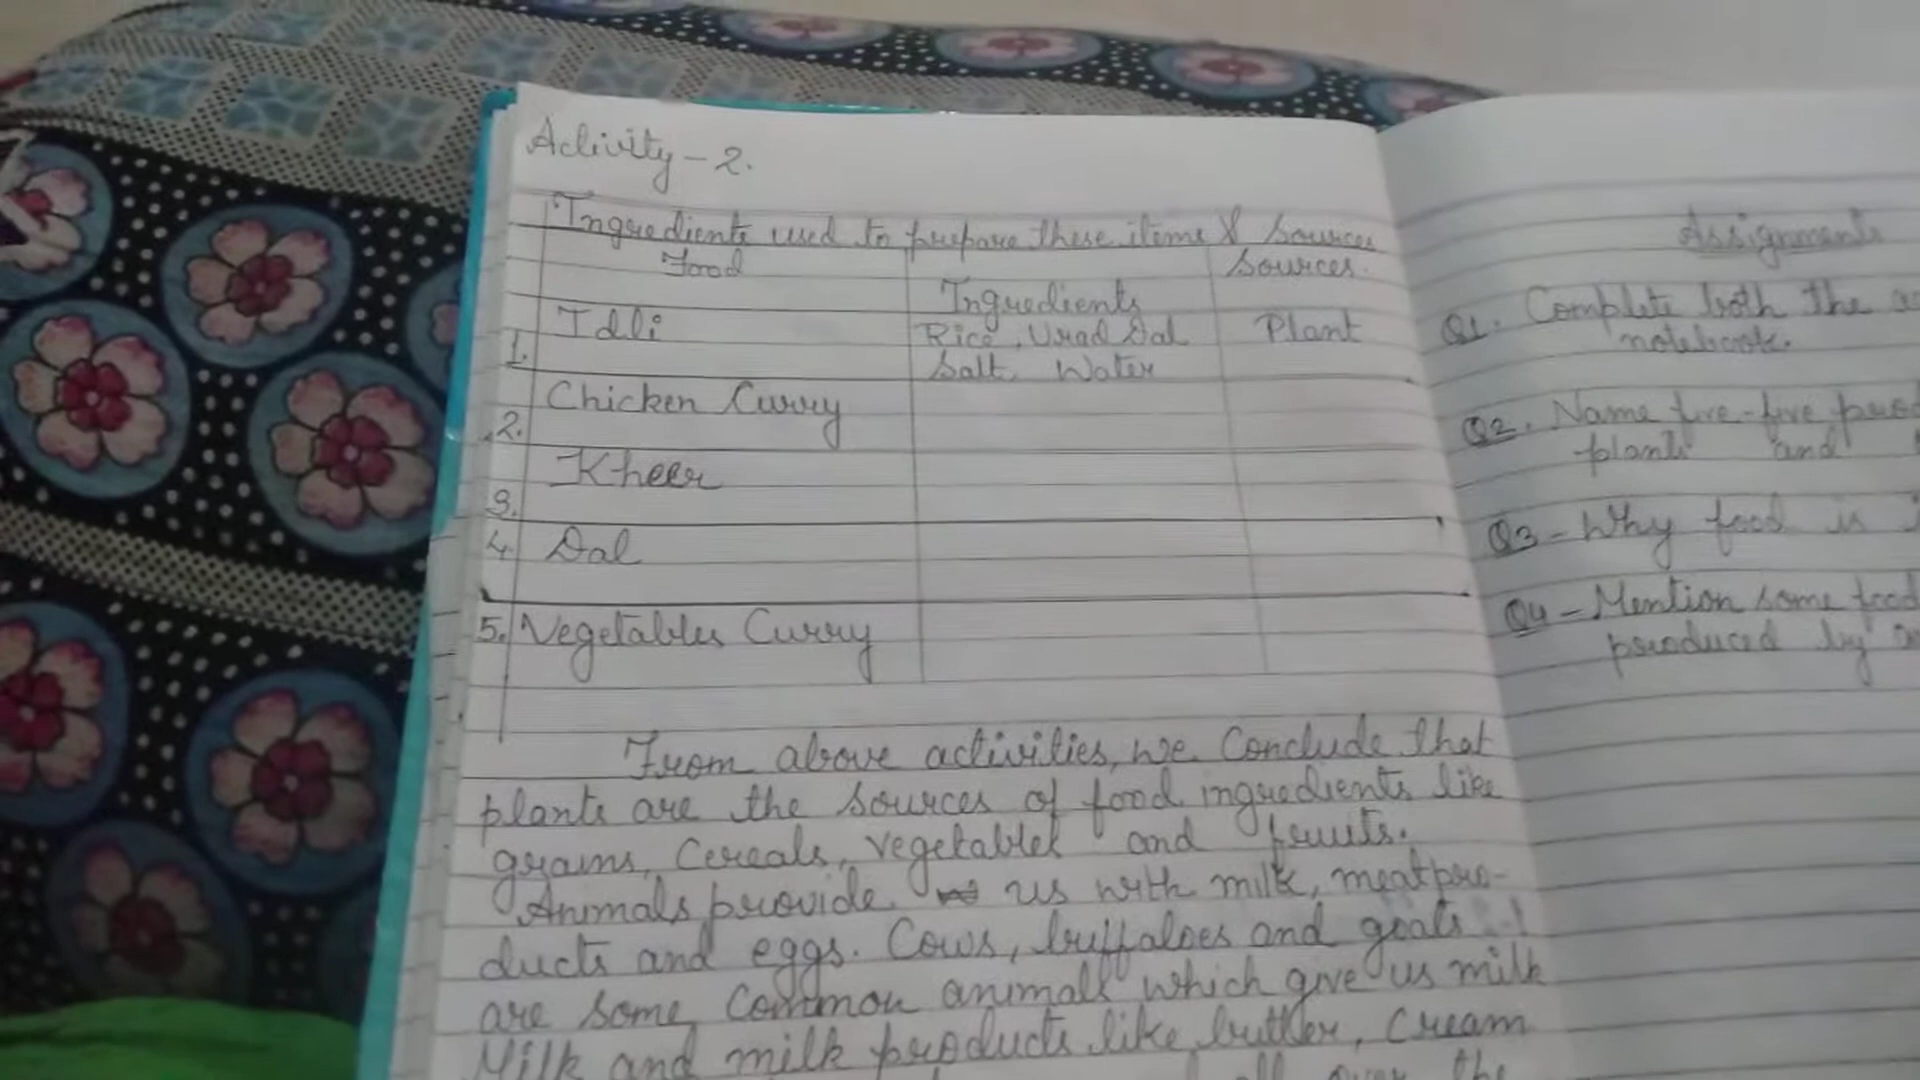 Activity - 2.
Ingredients used to prepare these items & Sources
Food Ingredients Sources.
1. Idli Rice, Urad Dal Plant
Salt, Water
2. Chicken Curry
3. Kheer
4. Dal
5. Vegetables Curry
From above activities, we Conclude that
plants are the sources of food ingredients like
grains, Cereals, vegetables and fruits.
Animals provide us with milk, meat pro-
ducts and eggs. Cows, buffaloes and goats
are some Common animals which give us milk
Milk and milk products like butter, Cream
all over the
Assignments
Q1. Complete both the
notebook.
Q2. Name five-five
plants and
Q3 - Why food is
Q4 - Mention some food
produced by